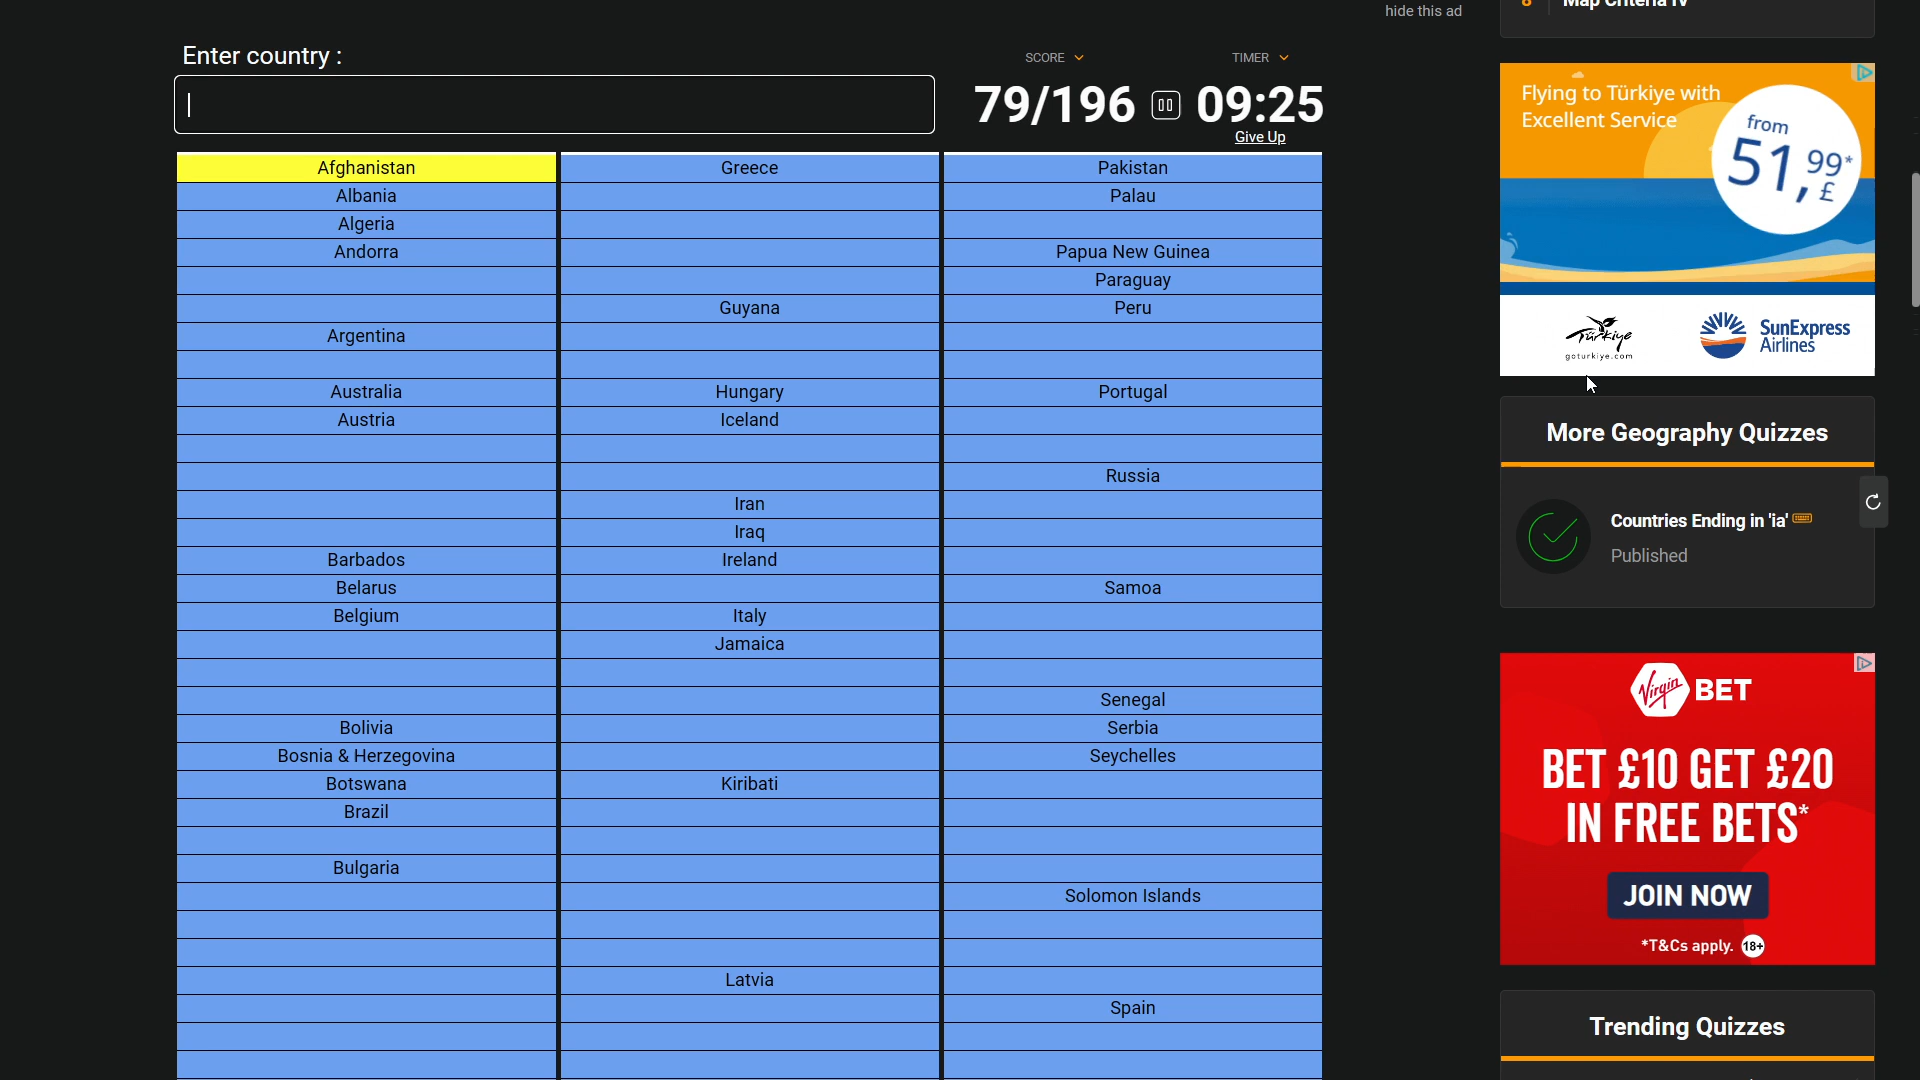 hide this ad
Map Criteria IV
Enter country :
SCORE
TIMER
79/196
09:25
Give Up
Afghanistan
Albania
Algeria
Andorra
Argentina
Australia
Austria
Barbados
Belarus
Belgium
Bolivia
Bosnia & Herzegovina
Botswana
Brazil
Bulgaria
Greece
Guyana
Hungary
Iceland
Iran
Iraq
Ireland
Italy
Jamaica
Kiribati
Latvia
Pakistan
Palau
Papua New Guinea
Paraguay
Peru
Portugal
Russia
Samoa
Senegal
Serbia
Seychelles
Solomon Islands
Spain
Flying to Türkiye with
Excellent Service
from
51,99*
£
Türkiye
goturkiye.com
SunExpress
Airlines
More Geography Quizzes
Countries Ending in 'ia'
Published
Virgin BET
BET £10 GET £20
IN FREE BETS*
JOIN NOW
*T&Cs apply. 18+
Trending Quizzes